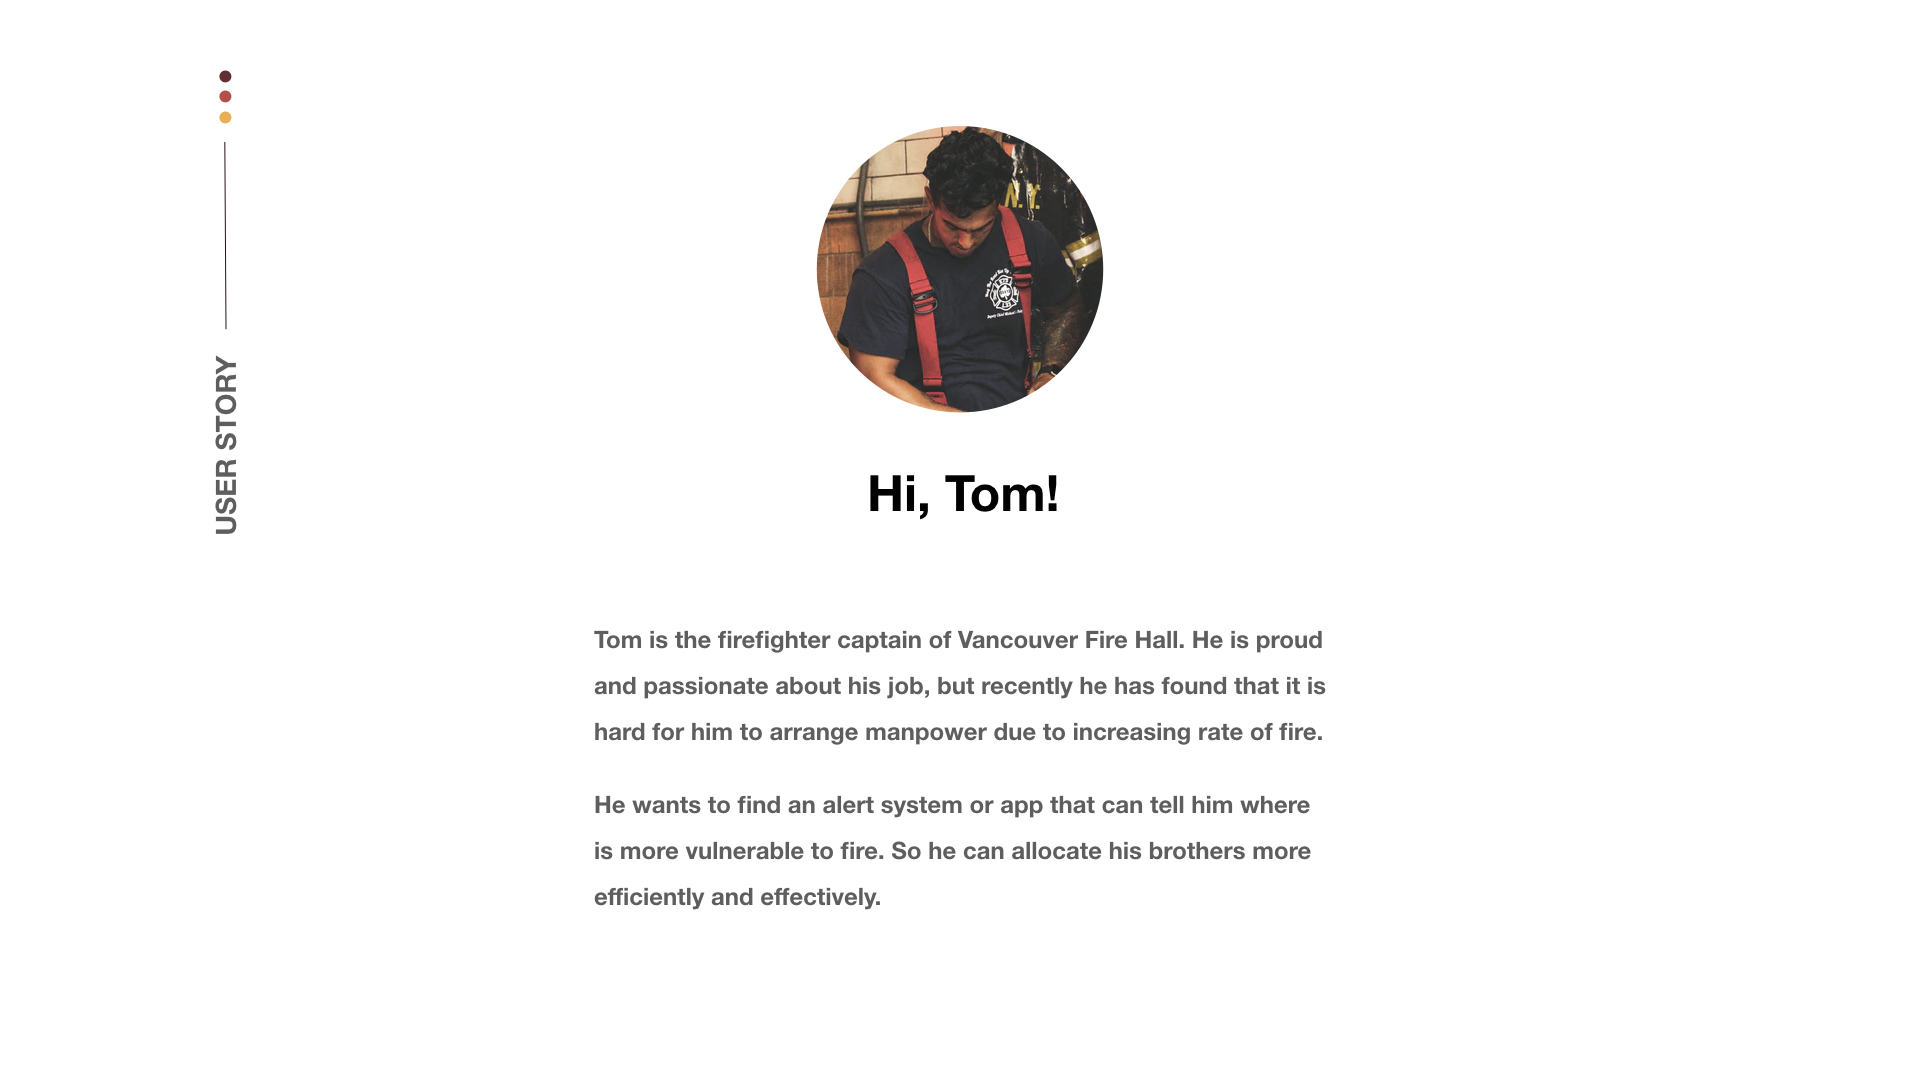 USER STORY
N.Y.
Hi, Tom!
Tom is the firefighter captain of Vancouver Fire Hall. He is proud
and passionate about his job, but recently he has found that it is
hard for him to arrange manpower due to increasing rate of fire.
He wants to find an alert system or app that can tell him where
is more vulnerable to fire. So he can allocate his brothers more
efficiently and effectively.